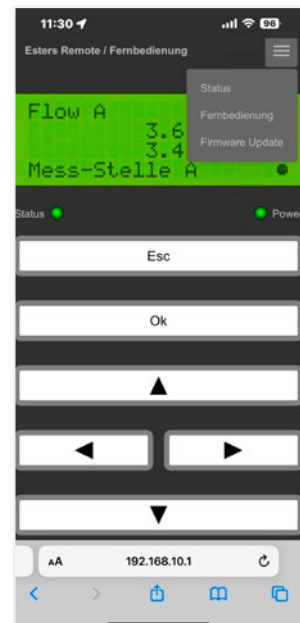 11:30
96
Esters Remote / Fernbedienung
Status
Fernbedienung
Firmware Update
Flow A
3.6
3.4
Mess-Stelle A
Status
Powe
Esc
Ok
AA
192.168.10.1